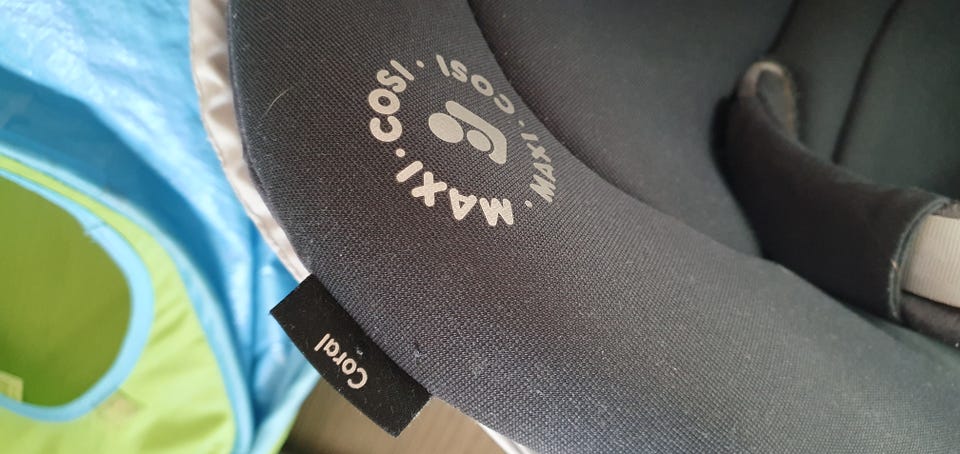 MAXI · COSI · MAXI · COSI ·
Coral